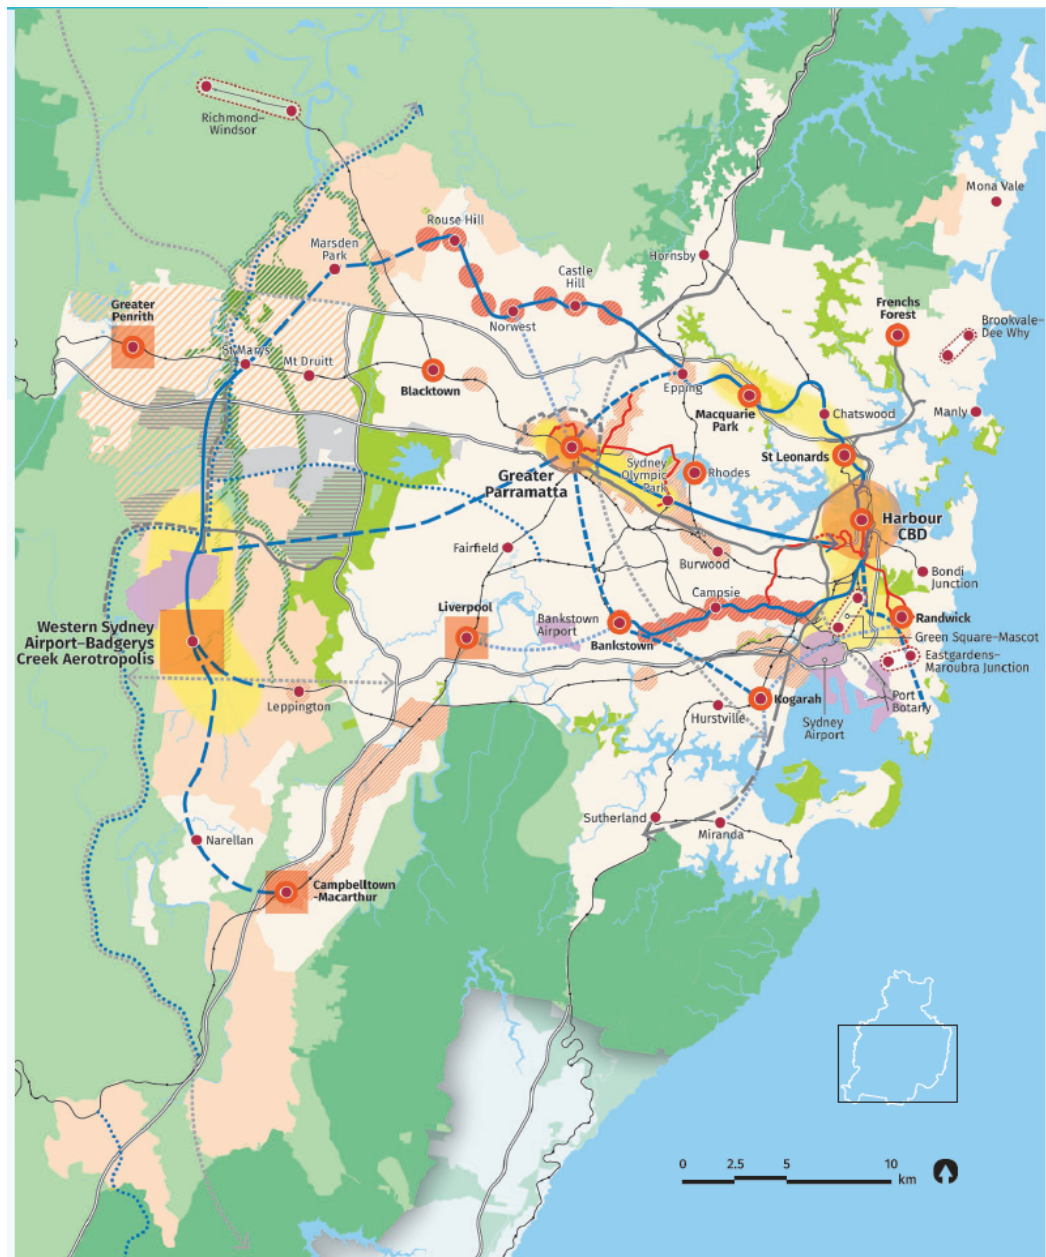 Richmond–
Windsor
Mona Vale
Rouse Hill
Marsden
Park
Hornsby
Castle
Hill
Greater
Penrith
Frenchs
Forest
Norwest
Brookvale–
Dee Why
St Marys
Mt Druitt
Blacktown
Epping
Macquarie
Park
Chatswood
Manly
St Leonards
Greater
Parramatta
Sydney
Olympic
Park
Rhodes
Harbour
CBD
Fairfield
Burwood
Bondi
Junction
Campsie
Liverpool
Bankstown
Airport
Randwick
Western Sydney
Airport–Badgerys
Creek Aerotropolis
Bankstown
Green Square–Mascot
Eastgardens–
Maroubra Junction
Leppington
Kogarah
Port
Botany
Hurstville
Sydney
Airport
Sutherland
Miranda
Narellan
Campbelltown
-Macarthur
0 2.5 5 10
km